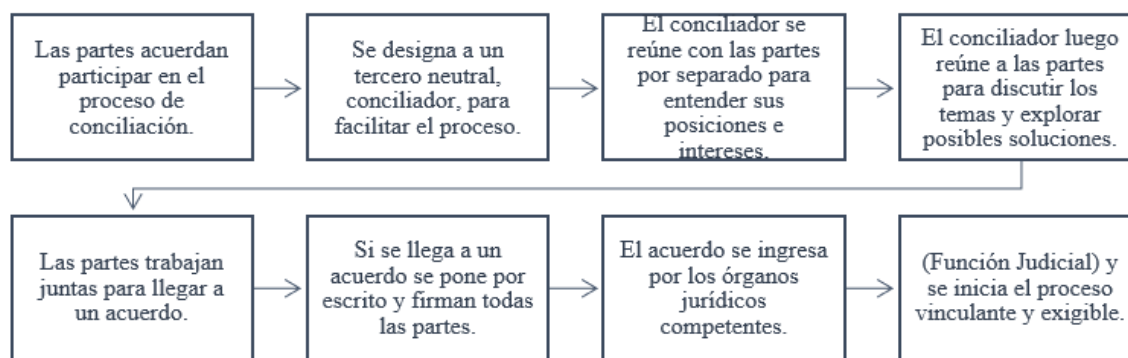 Las partes acuerdan
participar en el
proceso de
conciliación.
Se designa a un
tercero neutral,
conciliador, para
facilitar el proceso.
El conciliador se
reúne con las partes
por separado para
entender sus
posiciones e
intereses.
El conciliador luego
reúne a las partes
para discutir los
temas y explorar
posibles soluciones.
Las partes trabajan
juntas para llegar a
un acuerdo.
Si se llega a un
acuerdo se pone por
escrito y firman todas
las partes.
El acuerdo se ingresa
por los órganos
jurídicos
competentes.
(Función Judicial) y
se inicia el proceso
vinculante y exigible.